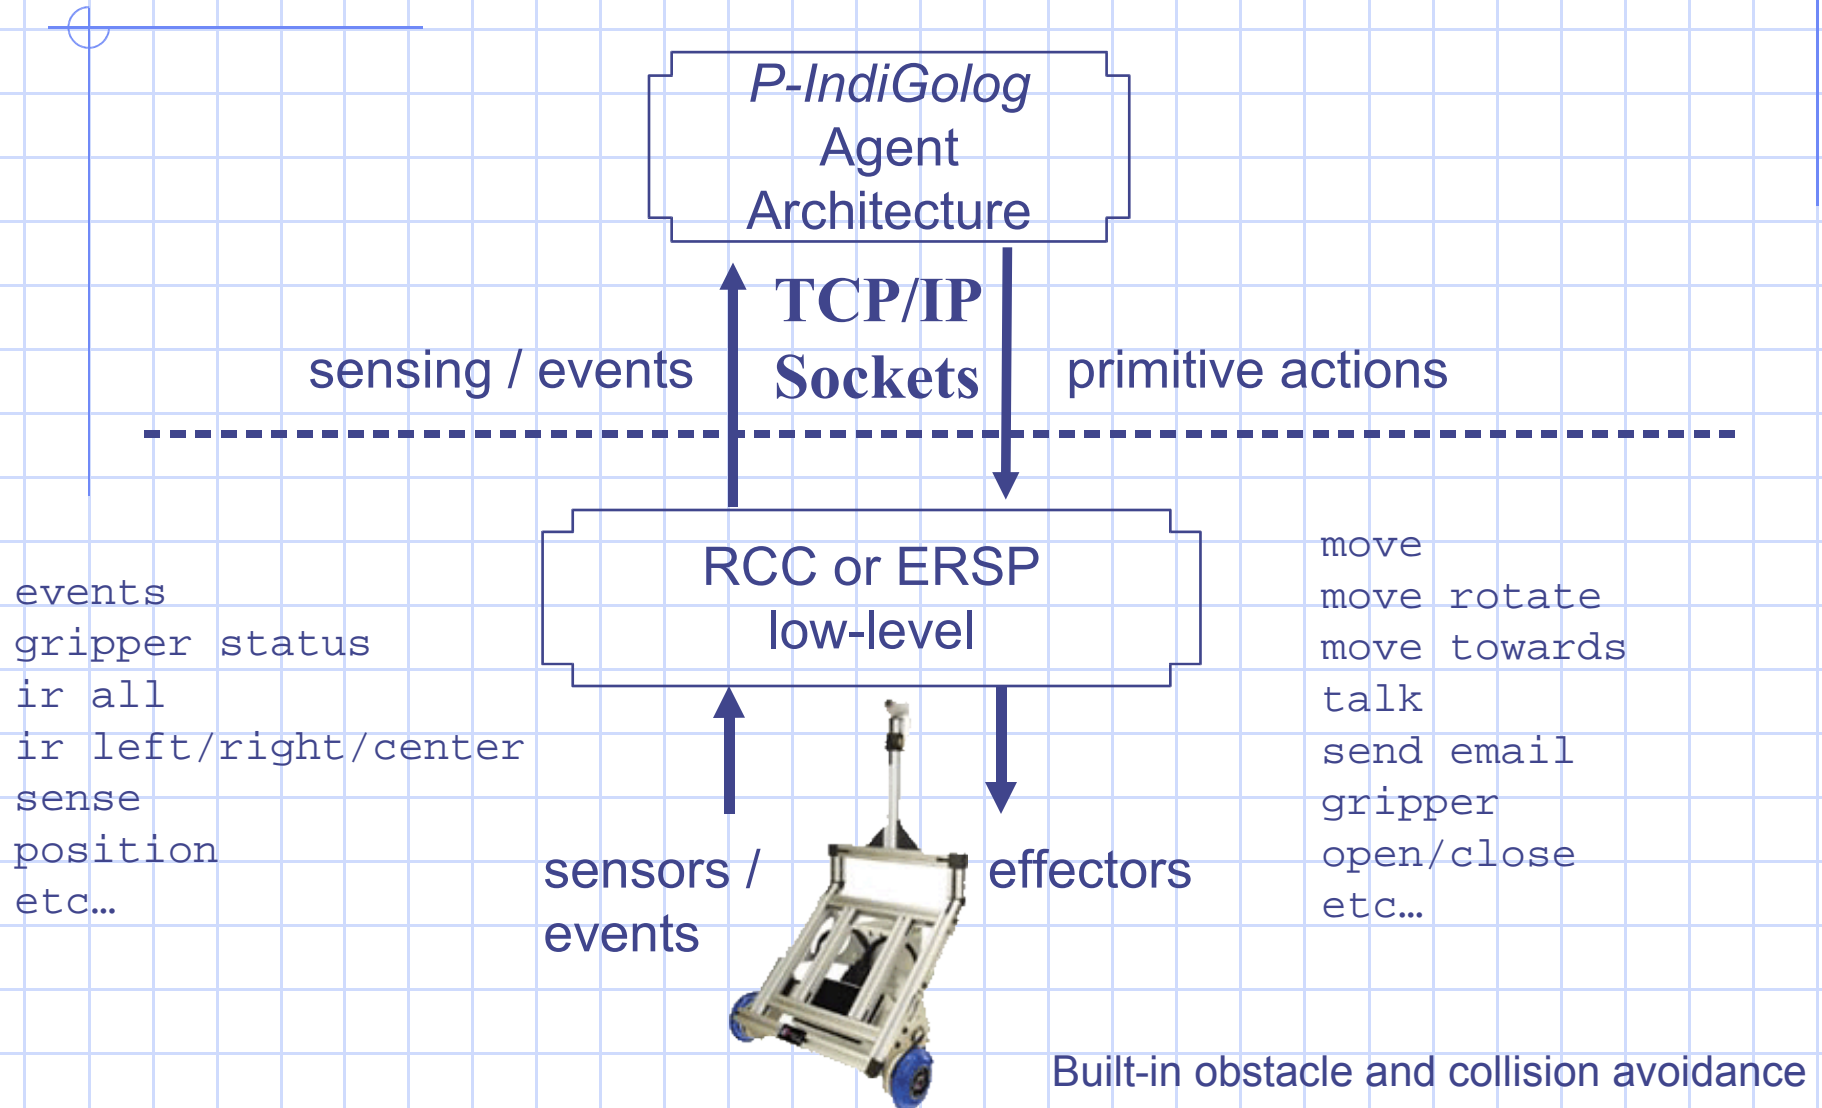 P-IndiGolog
Agent
Architecture
TCP/IP
Sockets
sensing / events
primitive actions
RCC or ERSP
low-level
events
gripper status
ir all
ir left/right/center
sense
position
etc…
move
move rotate
move towards
talk
send email
gripper
open/close
etc…
sensors /
events
effectors
Built-in obstacle and collision avoidance